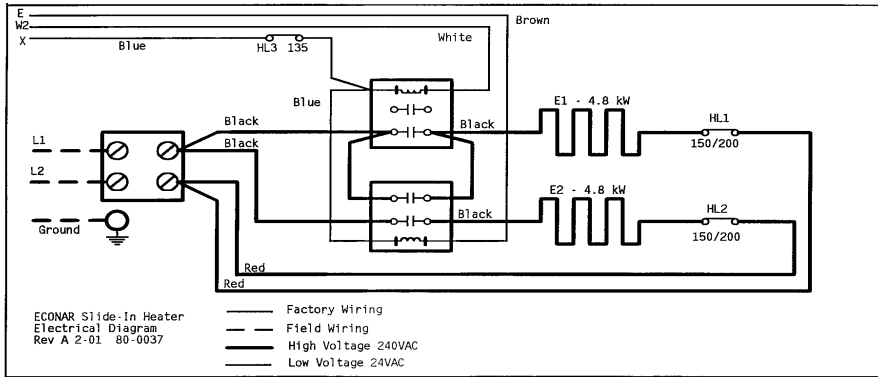 E
Brown
W2
White
X
Blue
HL3 135
Blue
Black
E1 - 4.8 kW
Black
HL1
Black
150/200
L1
L2
E2 - 4.8 kW
HL2
Black
150/200
Ground
Red
Red
ECONAR Slide-In Heater
Electrical Diagram
Rev A 2-01 80-0037
Factory Wiring
Field Wiring
High Voltage 240VAC
Low Voltage 24VAC